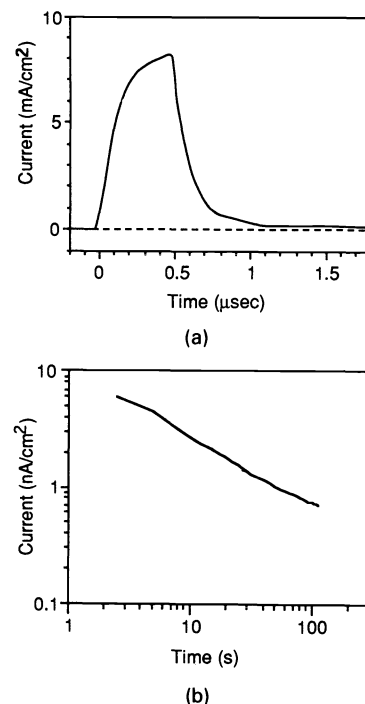 10
5
0
Current (mA/cm²)
0 0.5 1 1.5
Time (μsec)
(a)
10
1
0.1
Current (nA/cm²)
1 10 100
Time (s)
(b)